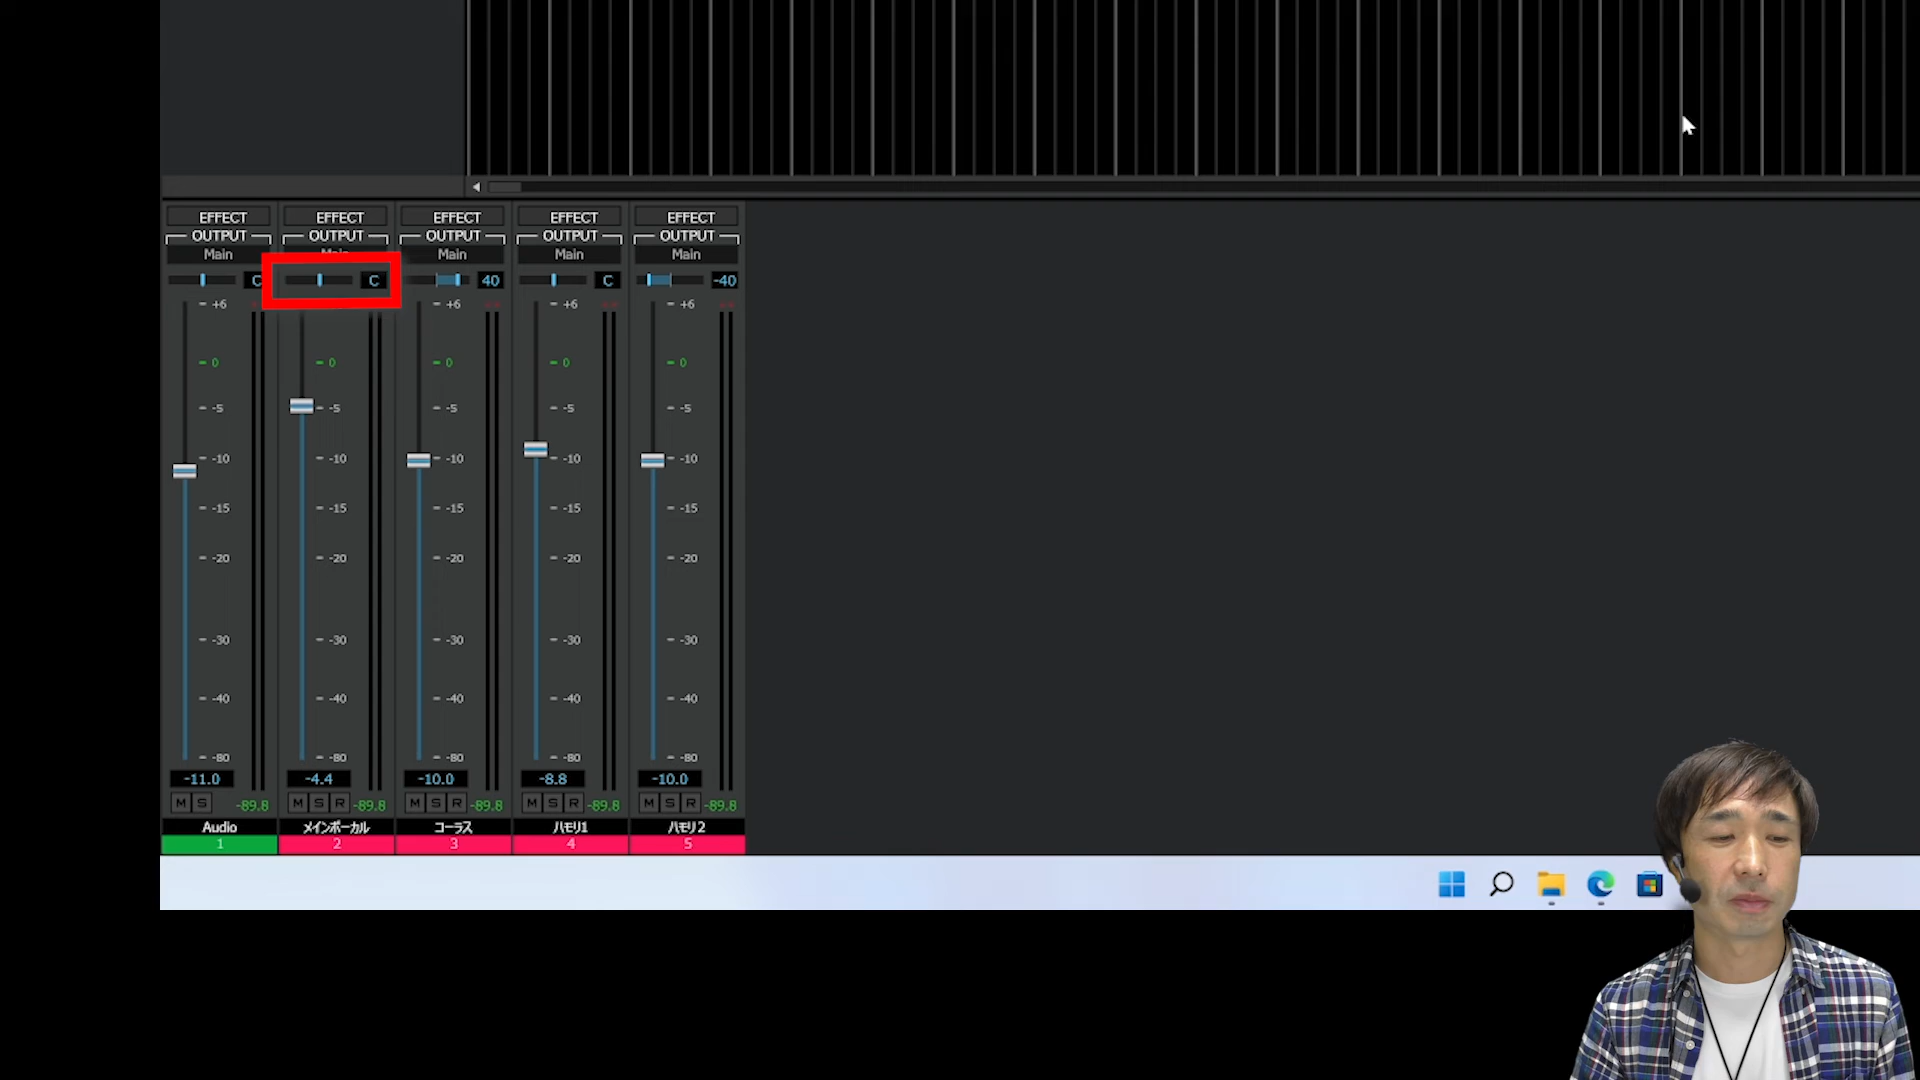 EFFECT EFFECT EFFECT EFFECT EFFECT
OUTPUT OUTPUT OUTPUT OUTPUT OUTPUT
Main Main Main Main Main
C C 40 C -40
+6 +6 +6 +6
0 0 0 0 0
-5 -5 -5 -5 -5
-10 -10 -10 -10 -10
-15 -15 -15 -15 -15
-20 -20 -20 -20 -20
-30 -30 -30 -30 -30
-40 -40 -40 -40 -40
-80 -80 -80 -80 -80
-11.0 -4.4 -10.0 -8.8 -10.0
M S -89.8 M S R -89.8 M S R -89.8 M S R -89.8 M S R -89.8
Audio メインボーカル コーラス ハモリ1 ハモリ2
1 2 3 4 5